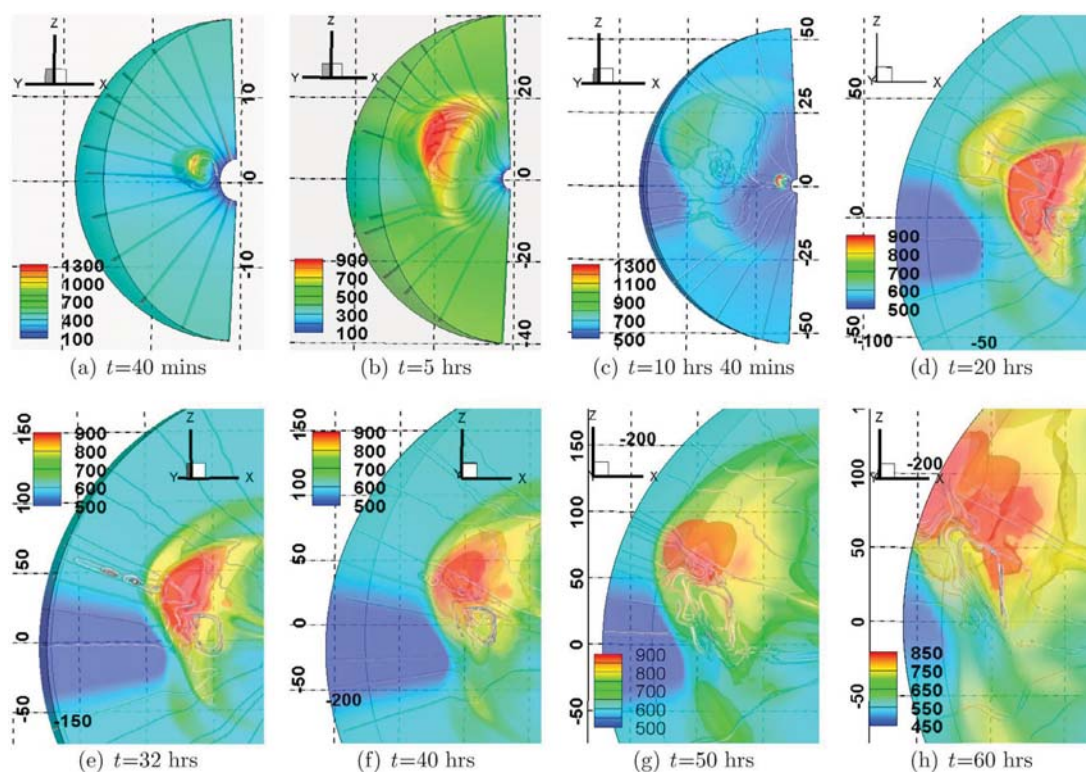 Z
Y
X
10
0
-10
1300
1000
700
400
100
(a) t=40 mins
Z
Y
X
20
0
-20
-40
900
700
500
300
100
(b) t=5 hrs
Z
Y
X
50
25
0
-25
-50
1300
1100
900
700
500
(c) t=10 hrs 40 mins
Z
Y
X
50
0
-50
-100
-50
900
800
700
600
500
(d) t=20 hrs
150
100
50
0
-50
-150
900
800
700
600
500
Z
Y
X
(e) t=32 hrs
150
100
50
0
-50
-200
900
800
700
600
500
Z
Y
X
(f) t=40 hrs
Z
Y
X
-200
150
100
50
0
-50
900
800
700
600
500
(g) t=50 hrs
Z
Y
X
-200
100
50
0
-50
850
750
650
550
450
(h) t=60 hrs